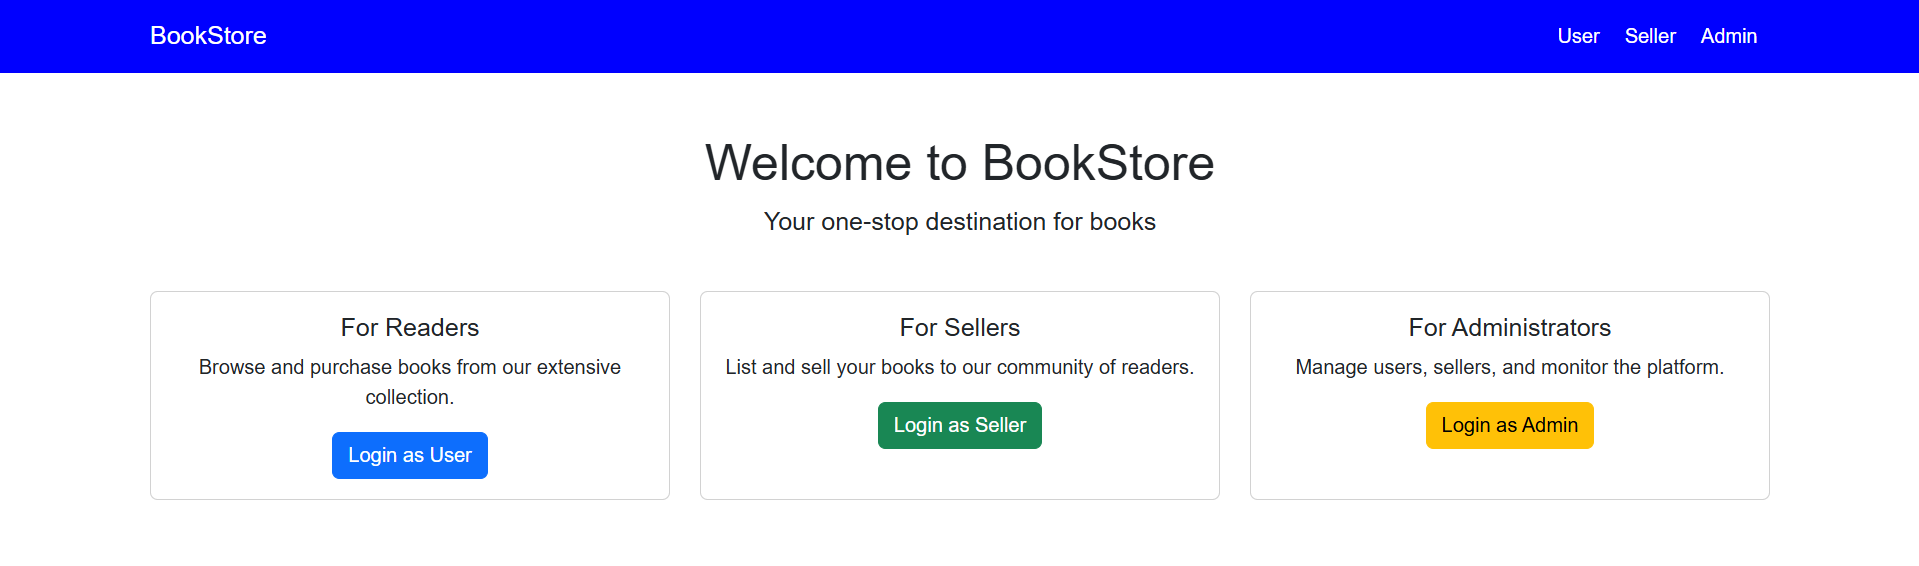 BookStore
User Seller Admin
Welcome to BookStore
Your one-stop destination for books
For Readers
Browse and purchase books from our extensive
collection.
Login as User
For Sellers
List and sell your books to our community of readers.
Login as Seller
For Administrators
Manage users, sellers, and monitor the platform.
Login as Admin